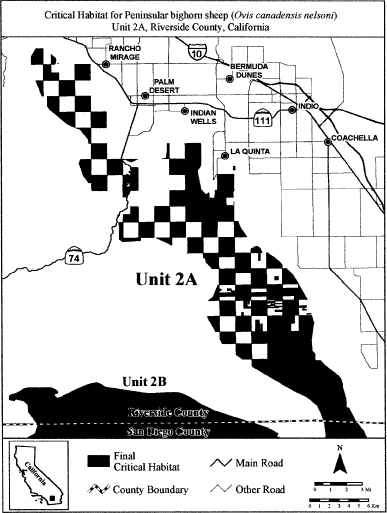 Critical Habitat for Peninsular bighorn sheep (Ovis canadensis nelsoni)
Unit 2A, Riverside County, California
RANCHO
MIRAGE
10
BERMUDA
DUNES
PALM
DESERT
INDIAN
WELLS
111
INDIO
COACHELLA
LA QUINTA
74
Unit 2A
Unit 2B
Riverside County
San Diego County
California
Final
Critical Habitat
Main Road
County Boundary
Other Road
N
0 1 2 3 Mi
0 1 2 3 4 5 6 Km